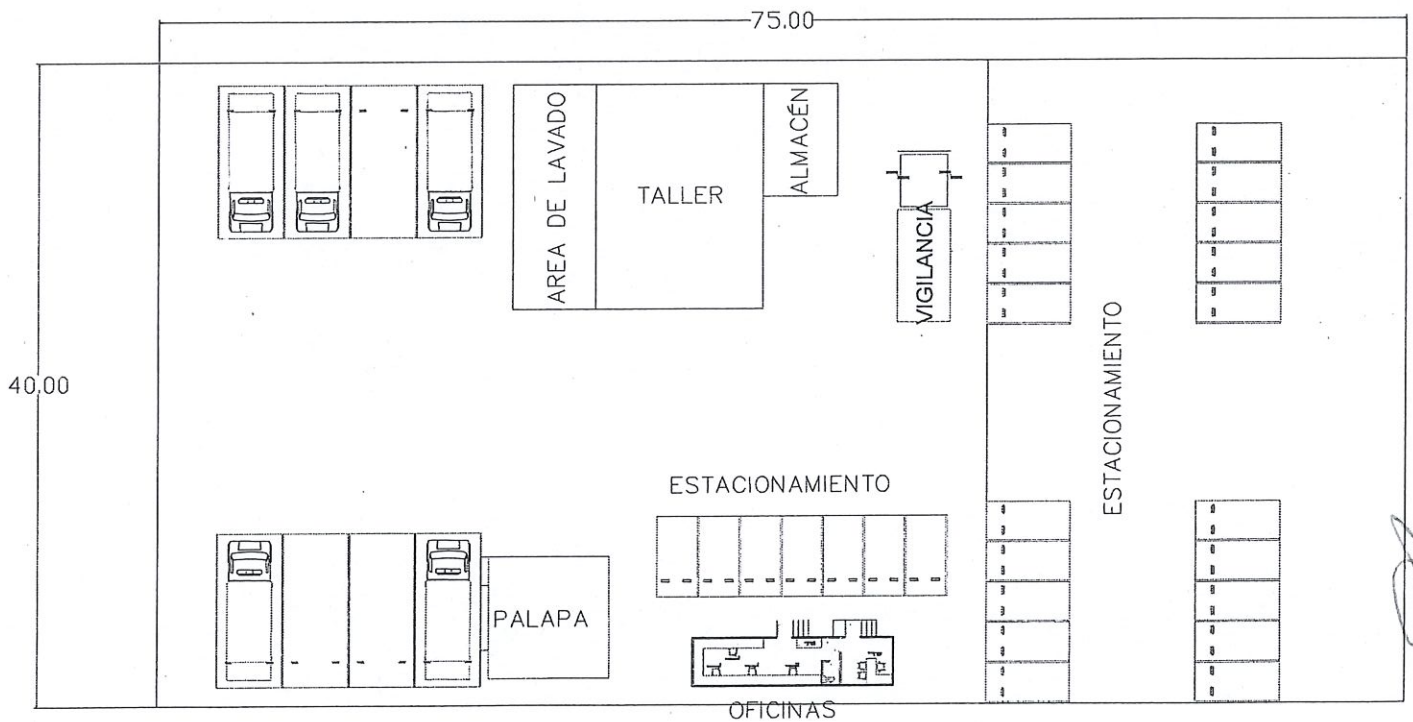 75.00
40.00
AREA DE LAVADO
TALLER
ALMACÉN
VIGILANCIA
ESTACIONAMIENTO
ESTACIONAMIENTO
PALAPA
OFICINAS